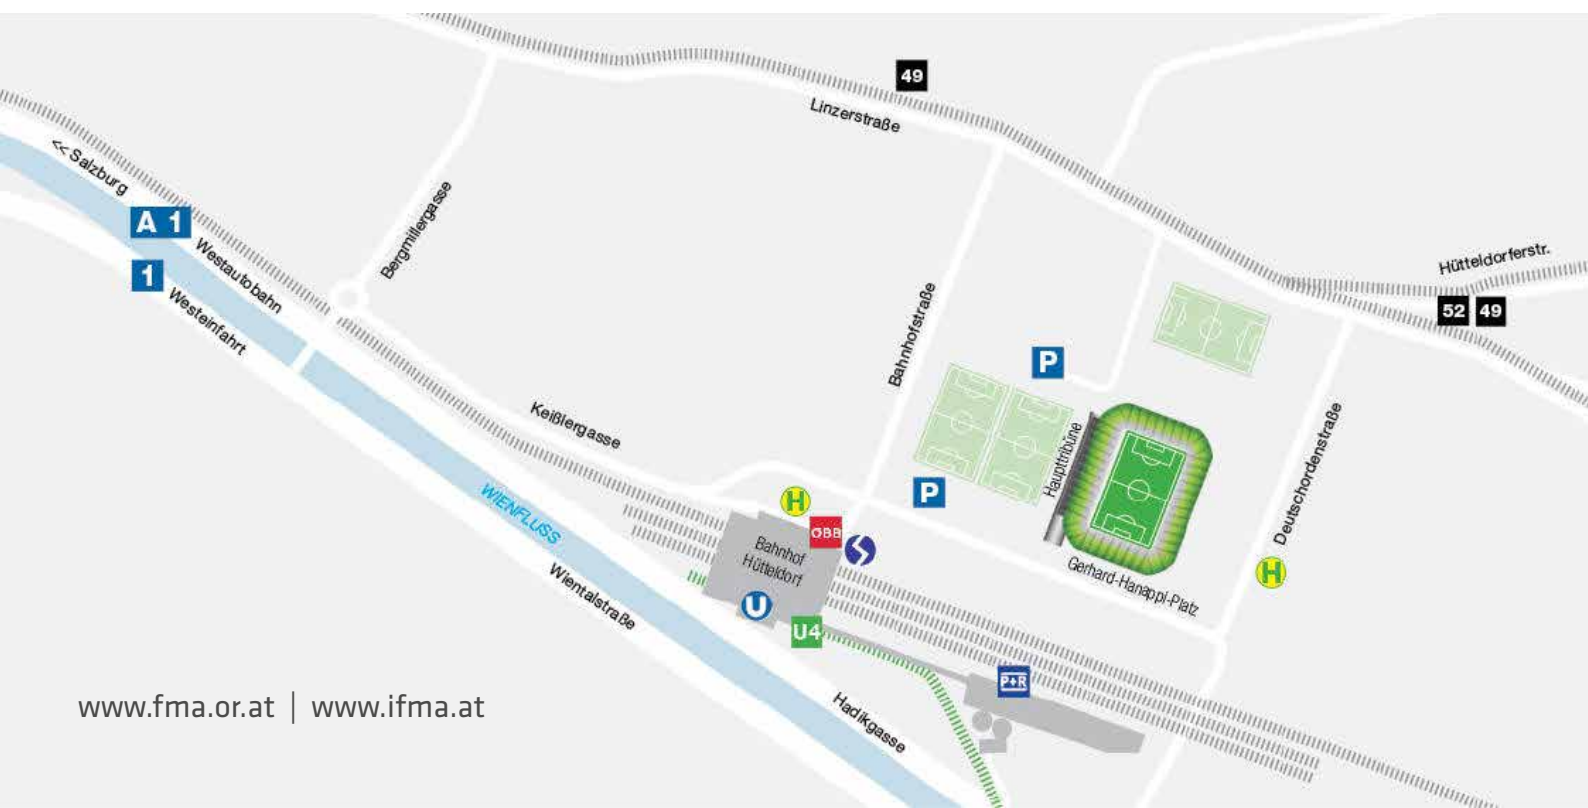 49
Linzerstraße
<< Salzburg
A 1
1
Westautobahn
Westeinfahrt
Bergmillergasse
Hütteldorferstr.
52 49
Bahnhofstraße
P
Keißlergasse
Haupttribüne
Deutschordenstraße
P
WIENFLUSS
H
ÖBB
Bahnhof
Hütteldorf
Gerhard-Hanappi-Platz
H
Wientalstraße
U
U4
P+R
Hadikgasse
www.fma.or.at | www.ifma.at